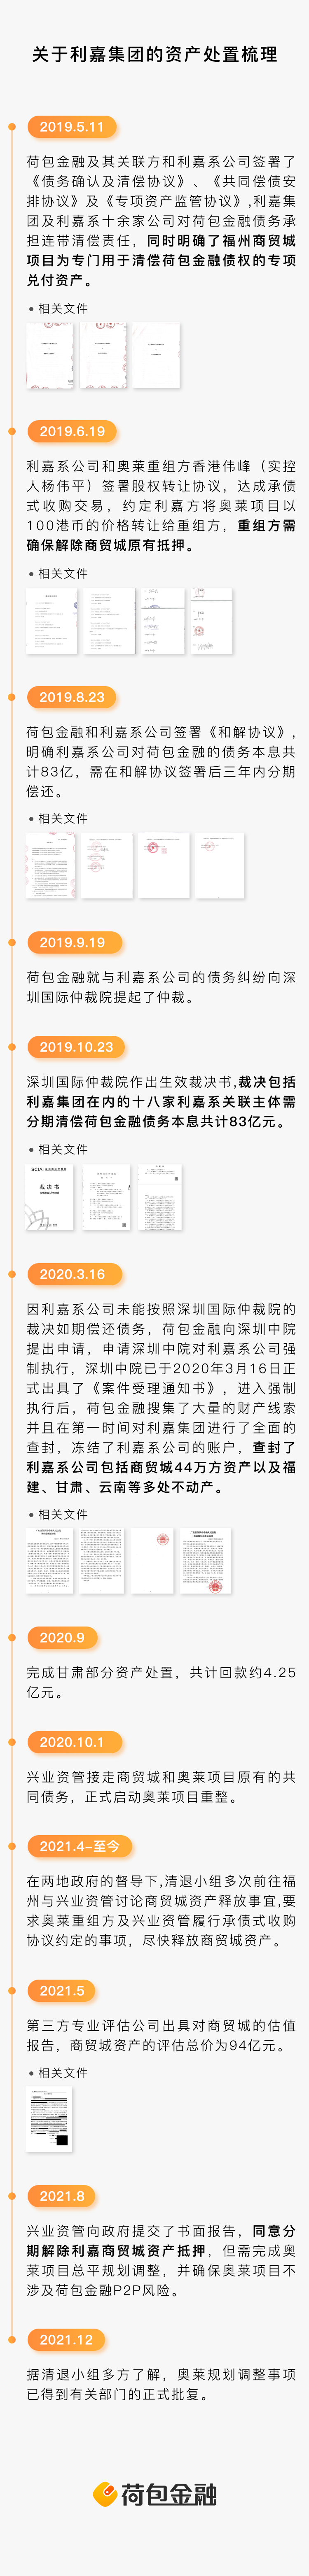 关于利嘉集团的资产处置梳理
2019.5.11
荷包金融及其关联方和利嘉系公司签署了
《债务确认及清偿协议》、《共同偿债安
排协议》及《专项资产监管协议》,利嘉集
团及利嘉系十余家公司对荷包金融债务承
担连带清偿责任，同时明确了福州商贸城
项目为专门用于清偿荷包金融债权的专项
兑付资产。
相关文件
2019.6.19
利嘉系公司和奥莱重组方香港伟峰（实控
人杨伟平）签署股权转让协议，达成承债
式收购交易，约定利嘉方将奥莱项目以
100港币的价格转让给重组方，重组方需
确保解除商贸城原有抵押。
相关文件
2019.8.23
荷包金融和利嘉系公司签署《和解协议》,
明确利嘉系公司对荷包金融的债务本息共
计83亿，需在和解协议签署后三年内分期
偿还。
相关文件
2019.9.19
荷包金融就与利嘉系公司的债务纠纷向深
圳国际仲裁院提起了仲裁。
2019.10.23
深圳国际仲裁院作出生效裁决书,裁决包括
利嘉集团在内的十八家利嘉系关联主体需
分期清偿荷包金融债务本息共计83亿元。
相关文件
SCIA
裁决书
2020.3.16
因利嘉系公司未能按照深圳国际仲裁院的
裁决如期偿还债务，荷包金融向深圳中院
提出申请，申请深圳中院对利嘉系公司强
制执行，深圳中院已于2020年3月16日正
式出具了《案件受理通知书》，进入强制
执行后，荷包金融搜集了大量的财产线索
并且在第一时间对利嘉集团进行了全面的
查封，冻结了利嘉系公司的账户，查封了
利嘉系公司包括商贸城44万方资产以及福
建、甘肃、云南等多处不动产。
相关文件
2020.9
完成甘肃部分资产处置，共计回款约4.25
亿元。
2020.10.1
兴业资管接走商贸城和奥莱项目原有的共
同债务，正式启动奥莱项目重整。
2021.4-至今
在两地政府的督导下,清退小组多次前往福
州与兴业资管讨论商贸城资产释放事宜,要
求奥莱重组方及兴业资管履行承债式收购
协议约定的事项，尽快释放商贸城资产。
2021.5
第三方专业评估公司出具对商贸城的估值
报告，商贸城资产的评估总价为94亿元。
相关文件
2021.8
兴业资管向政府提交了书面报告，同意分
期解除利嘉商贸城资产抵押，但需完成奥
莱项目总平规划调整，并确保奥莱项目不
涉及荷包金融P2P风险。
2021.12
据清退小组多方了解，奥莱规划调整事项
已得到有关部门的正式批复。
荷包金融